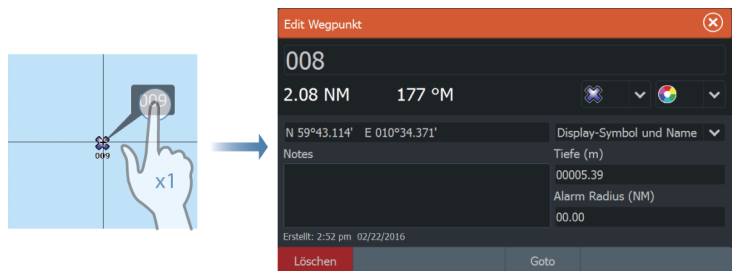 009
009
x1
Edit Wegpunkt
008
2.08 NM 177 °M
N 59°43.114' E 010°34.371' Display-Symbol und Name
Notes Tiefe (m)
00005.39
Alarm Radius (NM)
00.00
Erstellt: 2:52 pm 02/22/2016
Löschen Goto